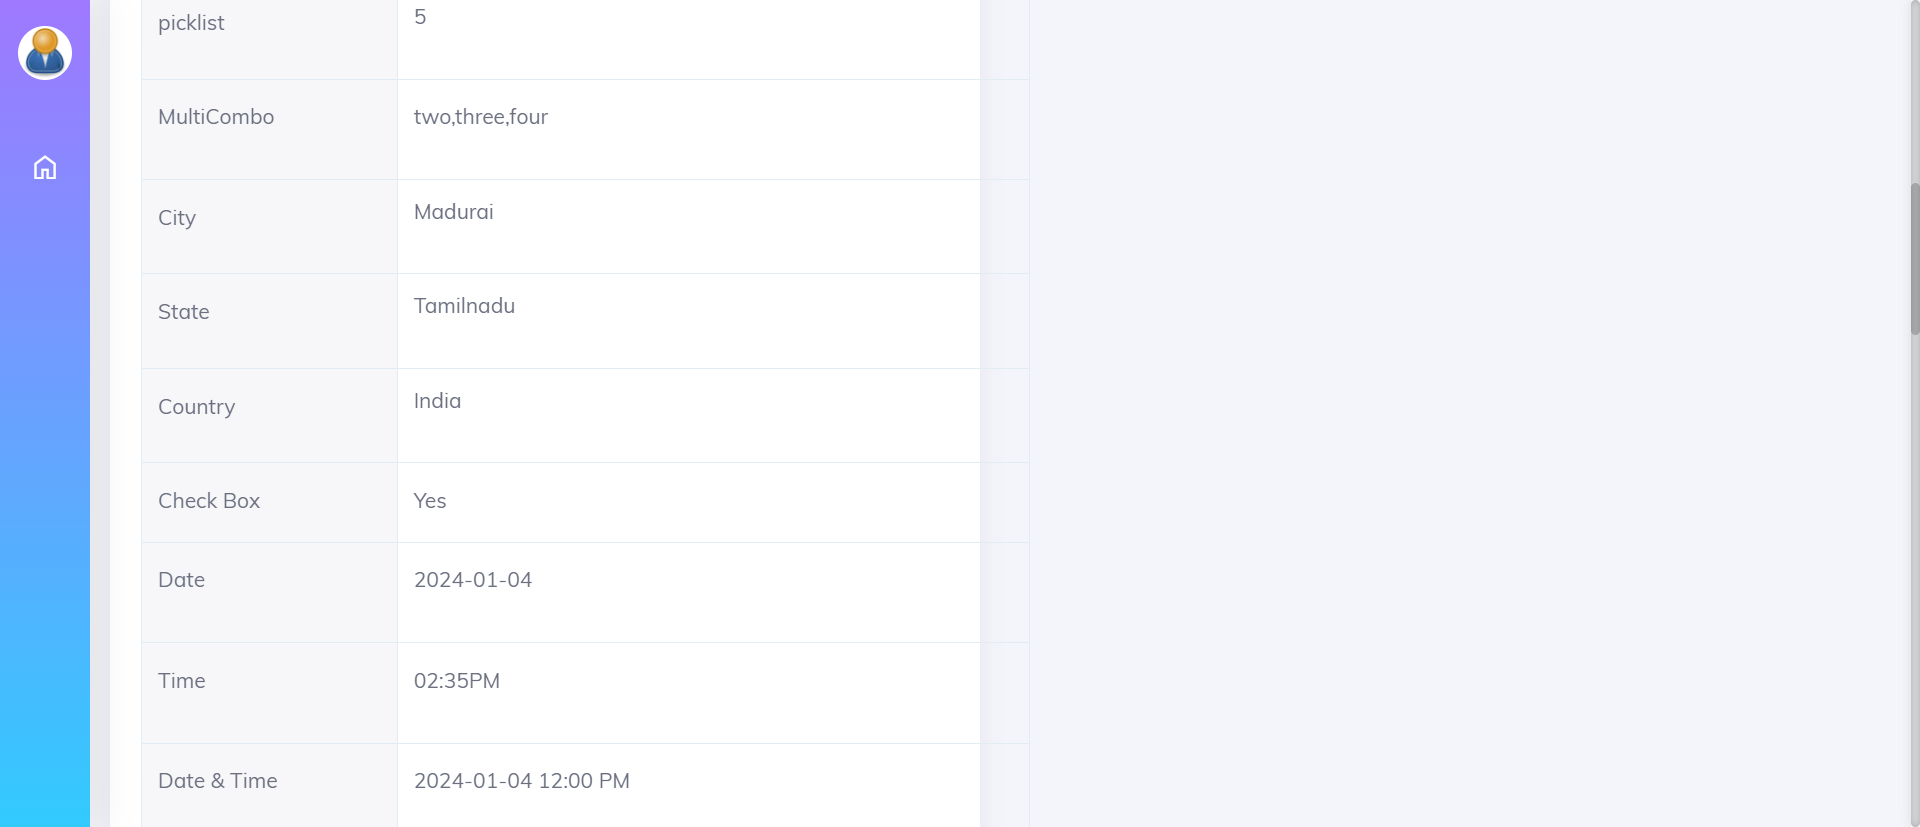 picklist 5
MultiCombo two,three,four
City Madurai
State Tamilnadu
Country India
Check Box Yes
Date 2024-01-04
Time 02:35PM
Date & Time 2024-01-04 12:00 PM